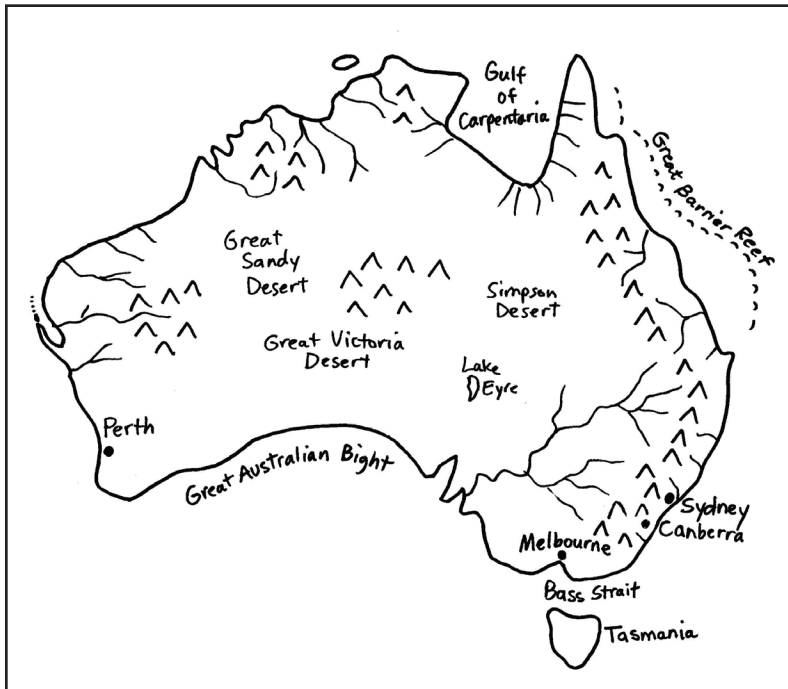 Gulf
of
Carpentaria
Great Barrier Reef
Great
Sandy
Desert
Simpson
Desert
Great Victoria
Desert
Lake
Eyre
Perth
Great Australian Bight
Sydney
Canberra
Melbourne
Bass Strait
Tasmania